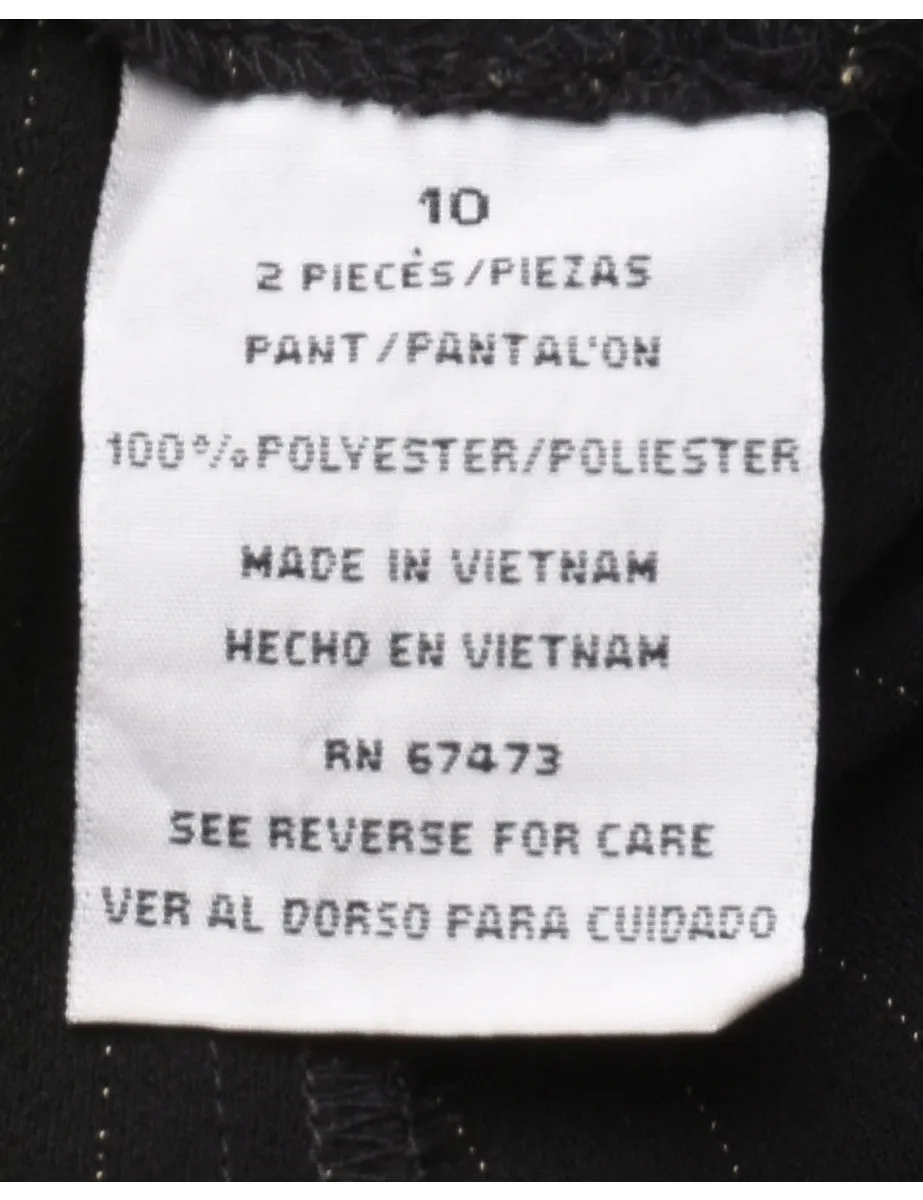 10
2 PIECES/PIEZAS
PANT/PANTAL'ON
100%POLYESTER/POLIESTER
MADE IN VIETNAM
HECHO EN VIETNAM
RN 67473
SEE REVERSE FOR CARE
VER AL DORSO PARA CUIDADO